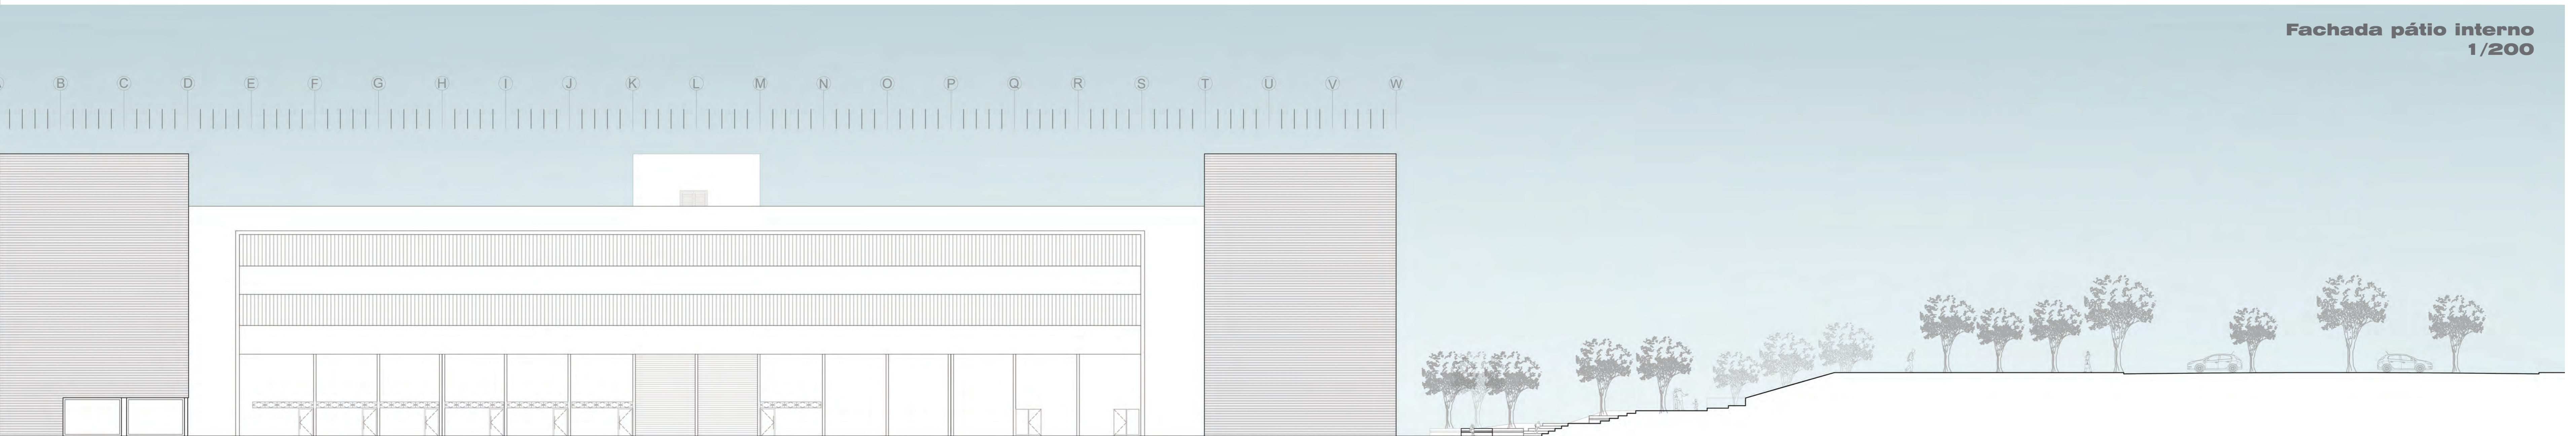 Fachada pátio interno
1/200
B C D E F G H I J K L M N O P Q R S T U V W